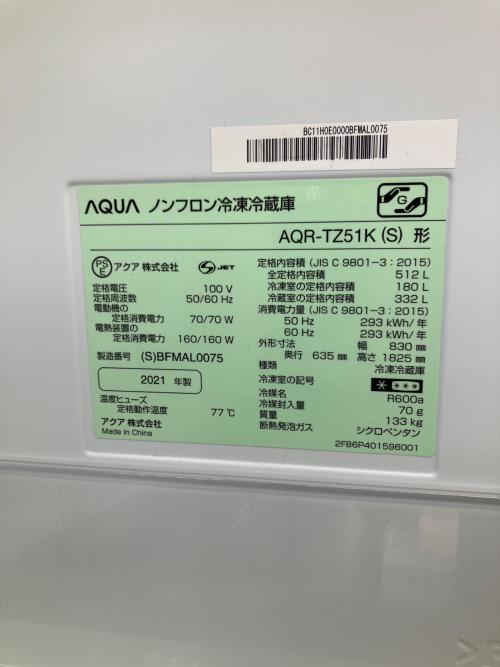 BC11H0E0000BFMAL0075
AQUA ノンフロン冷凍冷蔵庫
G
AQR-TZ51K (S) 形
PS
E
アクア 株式会社
S JET
定格電圧 100 V
定格周波数 50/60 Hz
電動機の
定格消費電力 70/70 W
電熱装置の
定格消費電力 160/160 W
製造番号 (S)BFMAL0075
2021 年製
温度ヒューズ
定格動作温度 77℃
アクア 株式会社
Made in China
定格内容積 (JIS C 9801-3 : 2015)
全定格内容積 512 L
冷凍室の定格内容積 180 L
冷蔵室の定格内容積 332 L
消費電力量 (JIS C 9801-3 : 2015)
50 Hz 293 kWh/年
60 Hz 293 kWh/年
外形寸法 幅 830 mm
奥行 635 mm 高さ 1825 mm
種類 冷凍冷蔵庫
冷凍室の記号
冷媒名 R600a
冷媒封入量 70 g
質量 133 kg
断熱発泡ガス シクロペンタン
2FB6P401596001